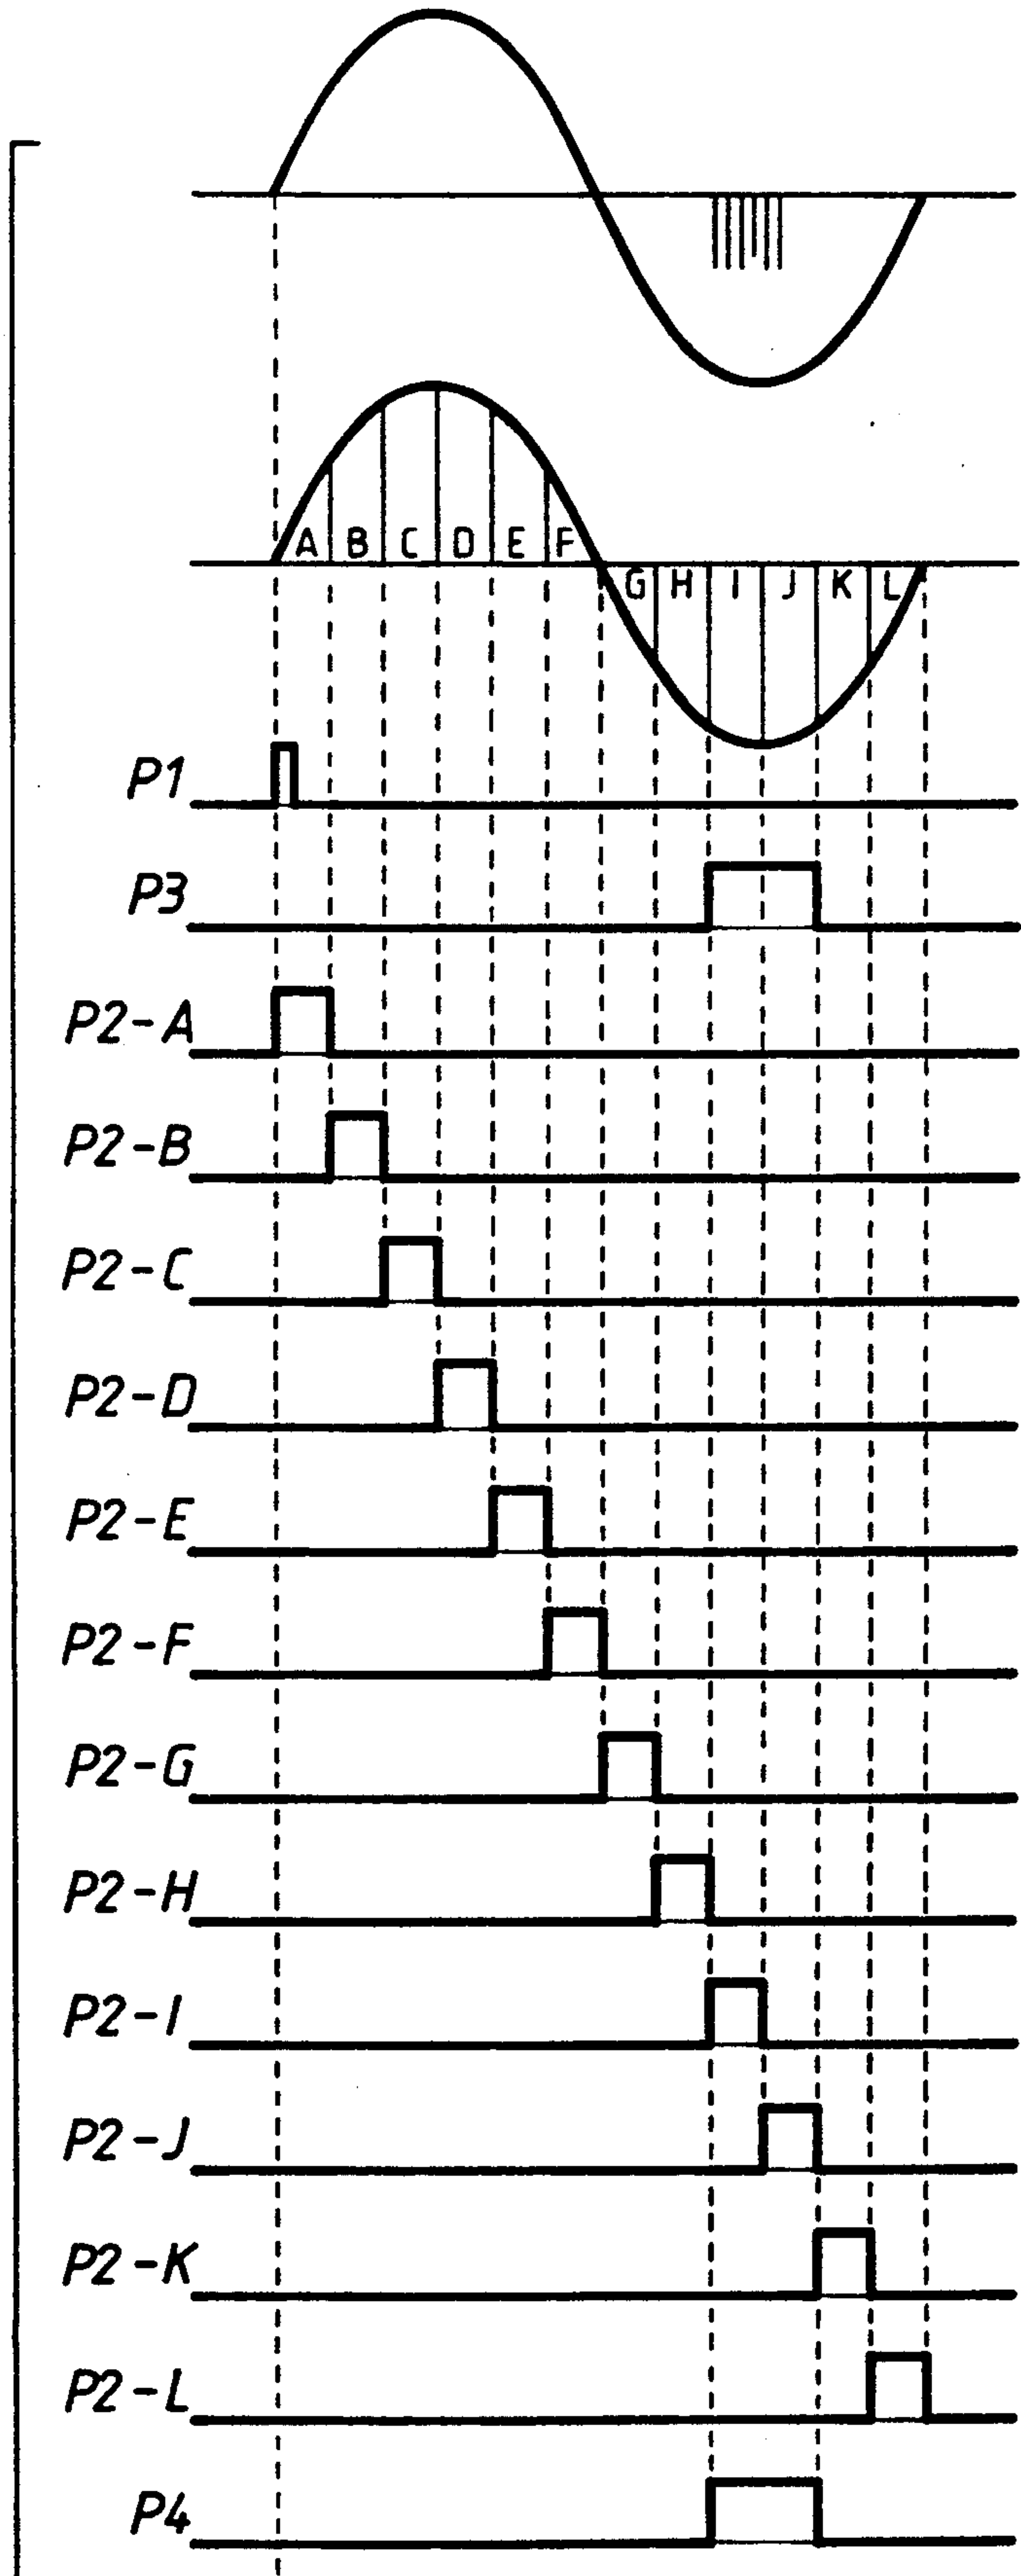 A B C D E F
G H I J K L
P1
P3
P2-A
P2-B
P2-C
P2-D
P2-E
P2-F
P2-G
P2-H
P2-I
P2-J
P2-K
P2-L
P4